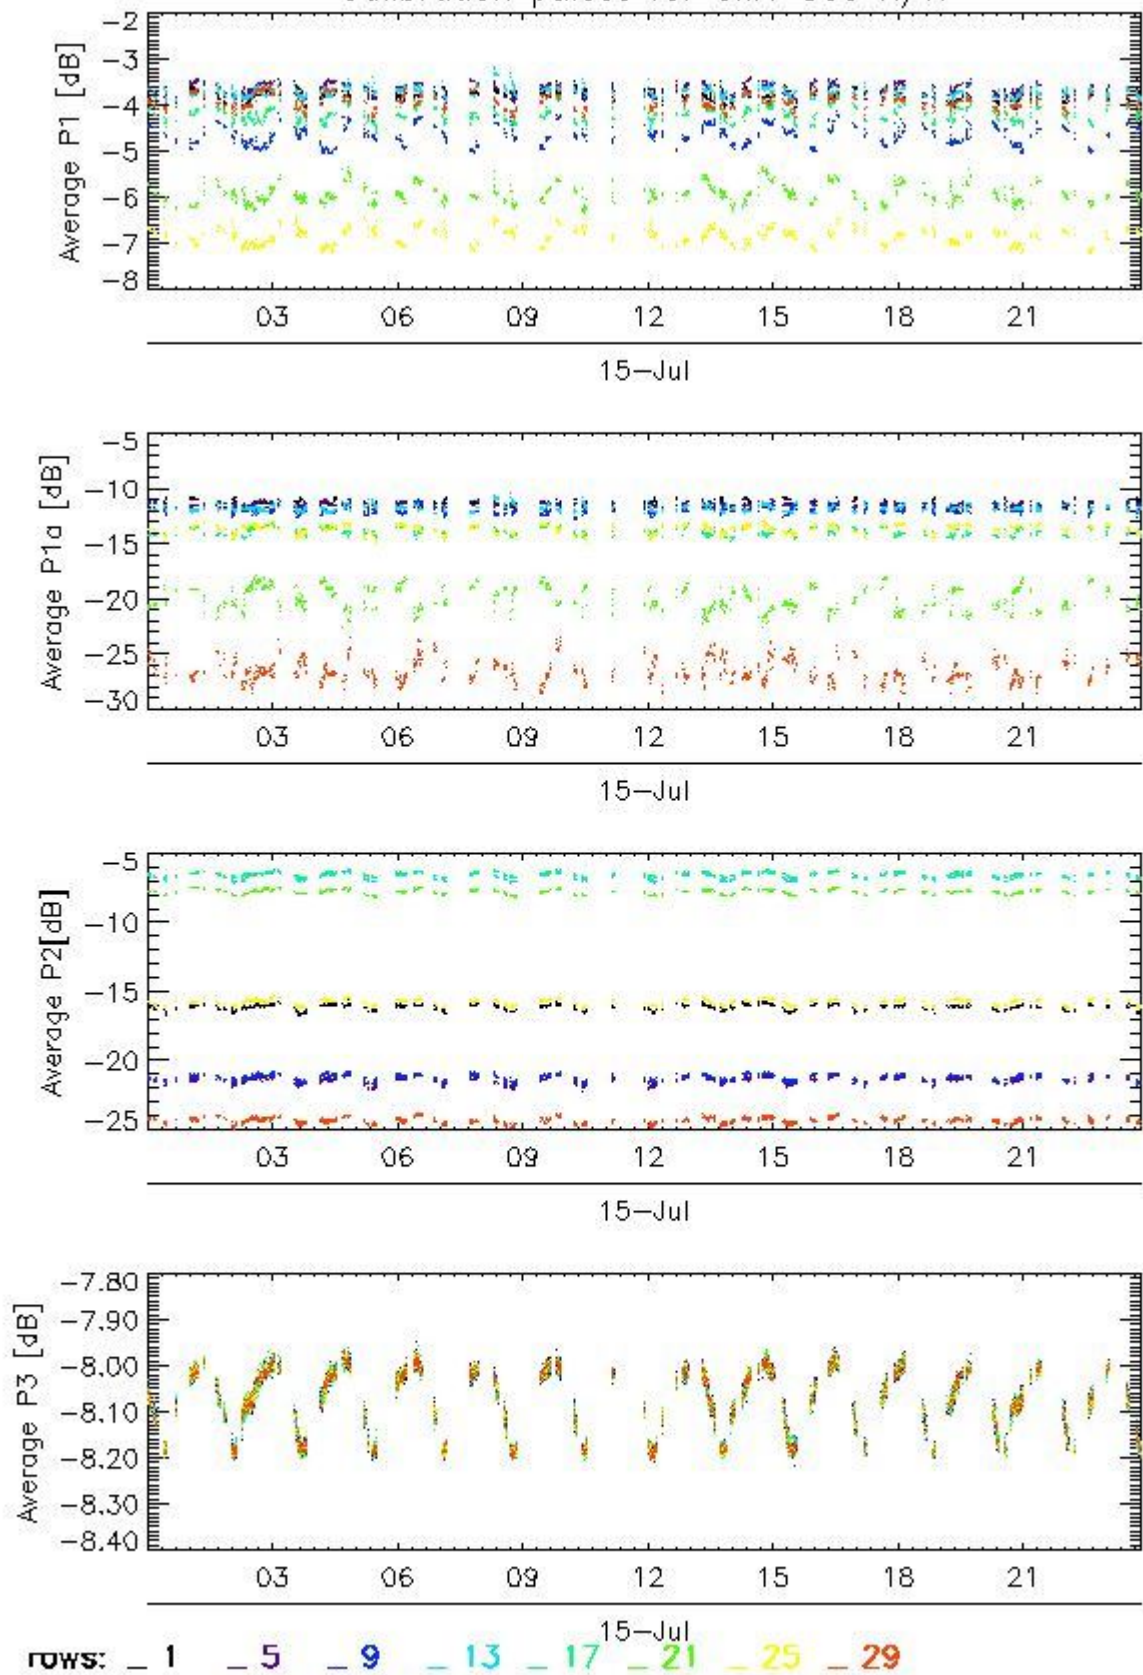 −2
−3
−4
−5
−6
−7
−8
Average P1 [dB]
03 06 09 12 15 18 21
15−Jul
−5
−10
−15
−20
−25
−30
Average P1a [dB]
03 06 09 12 15 18 21
15−Jul
−5
−10
−15
−20
−25
Average P2[dB]
03 06 09 12 15 18 21
15−Jul
−7.80
−7.90
−8.00
−8.10
−8.20
−8.30
−8.40
Average P3 [dB]
03 06 09 12 15 18 21
15−Jul
rows: _ 1 _ 5 _ 9 _ 13 _ 17 _ 21 _ 25 _ 29